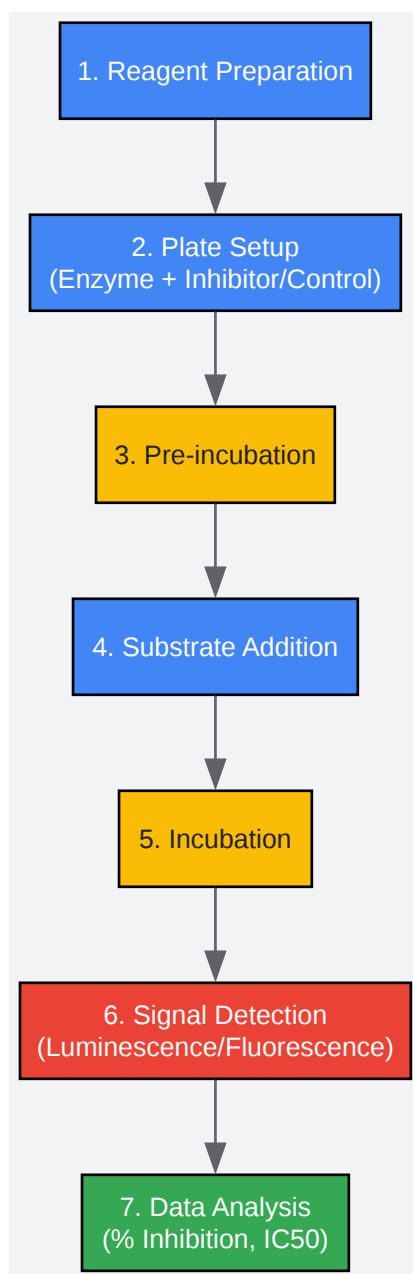 1. Reagent Preparation
2. Plate Setup
(Enzyme + Inhibitor/Control)
3. Pre-incubation
4. Substrate Addition
5. Incubation
6. Signal Detection
(Luminescence/Fluorescence)
7. Data Analysis
(% Inhibition, IC50)